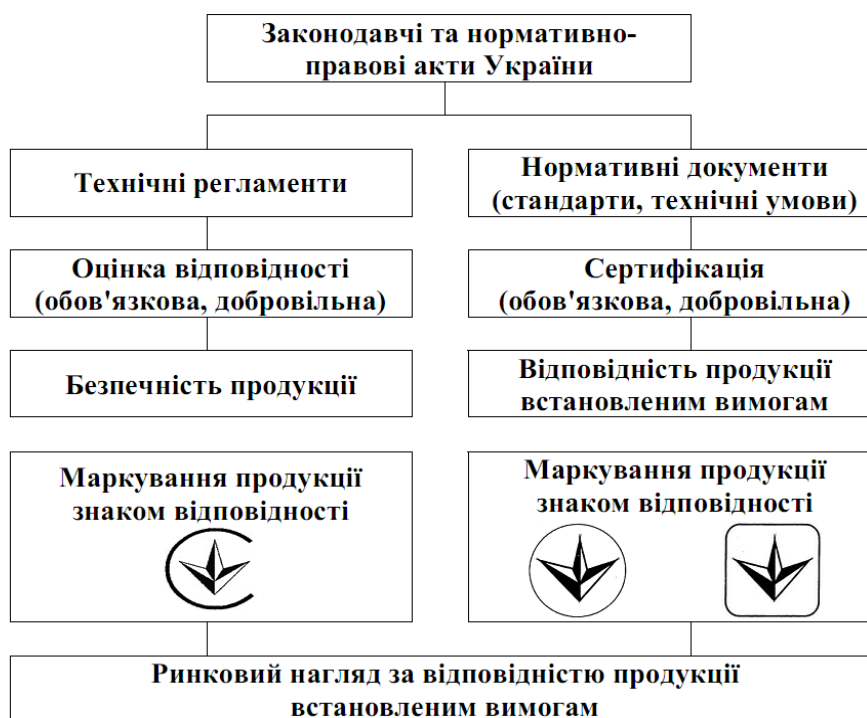 Законодавчі та нормативно-
правові акти України
Технічні регламенти
Нормативні документи
(стандарти, технічні умови)
Оцінка відповідності
(обов'язкова, добровільна)
Сертифікація
(обов'язкова, добровільна)
Безпечність продукції
Відповідність продукції
встановленим вимогам
Маркування продукції
знаком відповідності
Маркування продукції
знаком відповідності
Ринковий нагляд за відповідністю продукції
встановленим вимогам